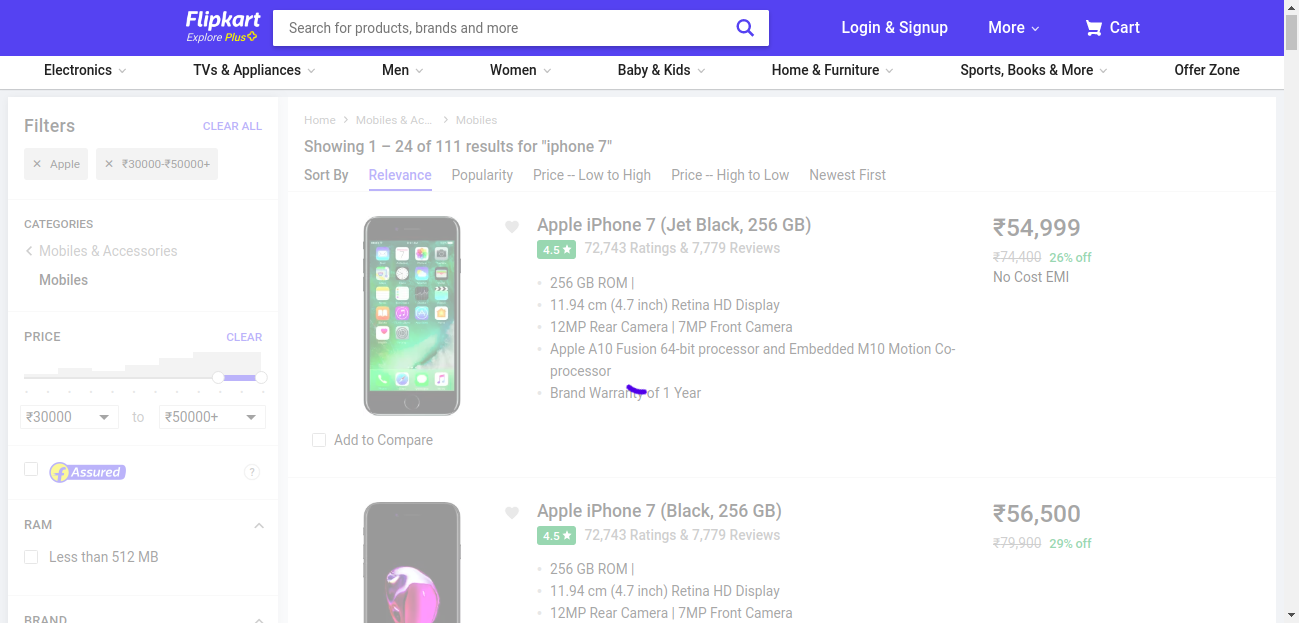 Flipkart
Explore Plus
Search for products, brands and more
Login & Signup
More
Cart
Electronics
TVs & Appliances
Men
Women
Baby & Kids
Home & Furniture
Sports, Books & More
Offer Zone
Filters
CLEAR ALL
✕ Apple
✕ ₹30000-₹50000+
CATEGORIES
Mobiles & Accessories
Mobiles
PRICE
CLEAR
₹30000
to
₹50000+
f Assured
?
RAM
Less than 512 MB
BRAND
Home
Mobiles & Ac...
Mobiles
Showing 1 – 24 of 111 results for "iphone 7"
Sort By
Relevance
Popularity
Price -- Low to High
Price -- High to Low
Newest First
Apple iPhone 7 (Jet Black, 256 GB)
4.5 ★
72,743 Ratings & 7,779 Reviews
256 GB ROM |
11.94 cm (4.7 inch) Retina HD Display
12MP Rear Camera | 7MP Front Camera
Apple A10 Fusion 64-bit processor and Embedded M10 Motion Co-
processor
Brand Warranty of 1 Year
₹54,999
₹74,400 26% off
No Cost EMI
Add to Compare
Apple iPhone 7 (Black, 256 GB)
4.5 ★
72,743 Ratings & 7,779 Reviews
256 GB ROM |
11.94 cm (4.7 inch) Retina HD Display
12MP Rear Camera | 7MP Front Camera
₹56,500
₹79,900 29% off